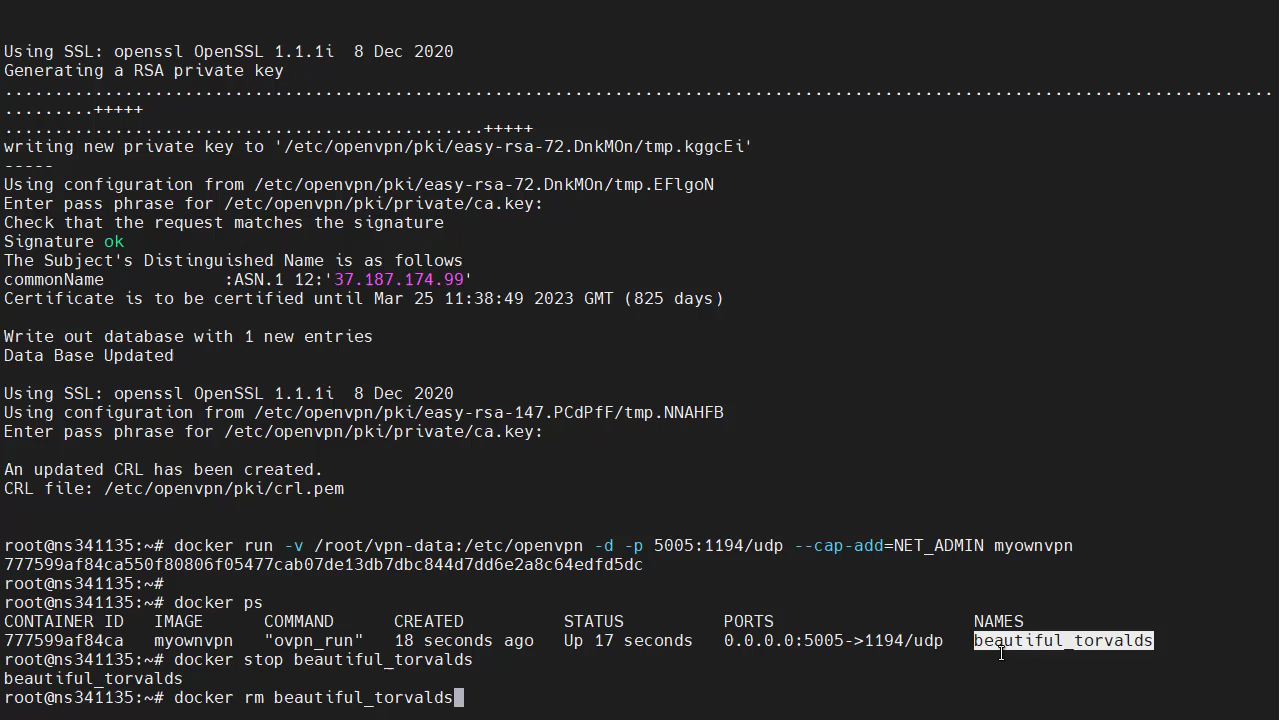 Using SSL: openssl OpenSSL 1.1.1i  8 Dec 2020
Generating a RSA private key
...............................................................................................................................
.........+++++
................................................+++++
writing new private key to '/etc/openvpn/pki/easy-rsa-72.DnkMOn/tmp.kggcEi'
-----
Using configuration from /etc/openvpn/pki/easy-rsa-72.DnkMOn/tmp.EFlgoN
Enter pass phrase for /etc/openvpn/pki/private/ca.key:
Check that the request matches the signature
Signature ok
The Subject's Distinguished Name is as follows
commonName            :ASN.1 12:'37.187.174.99'
Certificate is to be certified until Mar 25 11:38:49 2023 GMT (825 days)
Write out database with 1 new entries
Data Base Updated
Using SSL: openssl OpenSSL 1.1.1i  8 Dec 2020
Using configuration from /etc/openvpn/pki/easy-rsa-147.PCdPfF/tmp.NNAHFB
Enter pass phrase for /etc/openvpn/pki/private/ca.key:
An updated CRL has been created.
CRL file: /etc/openvpn/pki/crl.pem
root@ns341135:~# docker run -v /root/vpn-data:/etc/openvpn -d -p 5005:1194/udp --cap-add=NET_ADMIN myownvpn
777599af84ca550f80806f05477cab07de13db7dbc844d7dd6e2a8c64edfd5dc
root@ns341135:~#
root@ns341135:~# docker ps
CONTAINER ID   IMAGE      COMMAND      CREATED          STATUS          PORTS                    NAMES
777599af84ca   myownvpn   "ovpn_run"   18 seconds ago   Up 17 seconds   0.0.0.0:5005->1194/udp   beautiful_torvalds
root@ns341135:~# docker stop beautiful_torvalds
beautiful_torvalds
root@ns341135:~# docker rm beautiful_torvalds